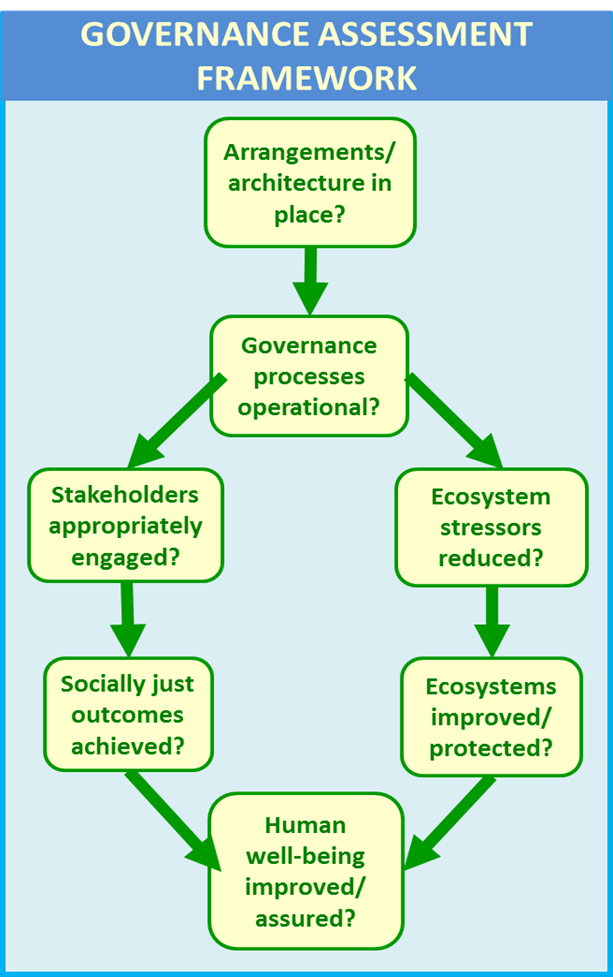 GOVERNANCE ASSESSMENT
FRAMEWORK
Arrangements/
architecture in
place?
Governance
processes
operational?
Stakeholders
appropriately
engaged?
Ecosystem
stressors
reduced?
Socially just
outcomes
achieved?
Ecosystems
improved/
protected?
Human
well-being
improved/
assured?